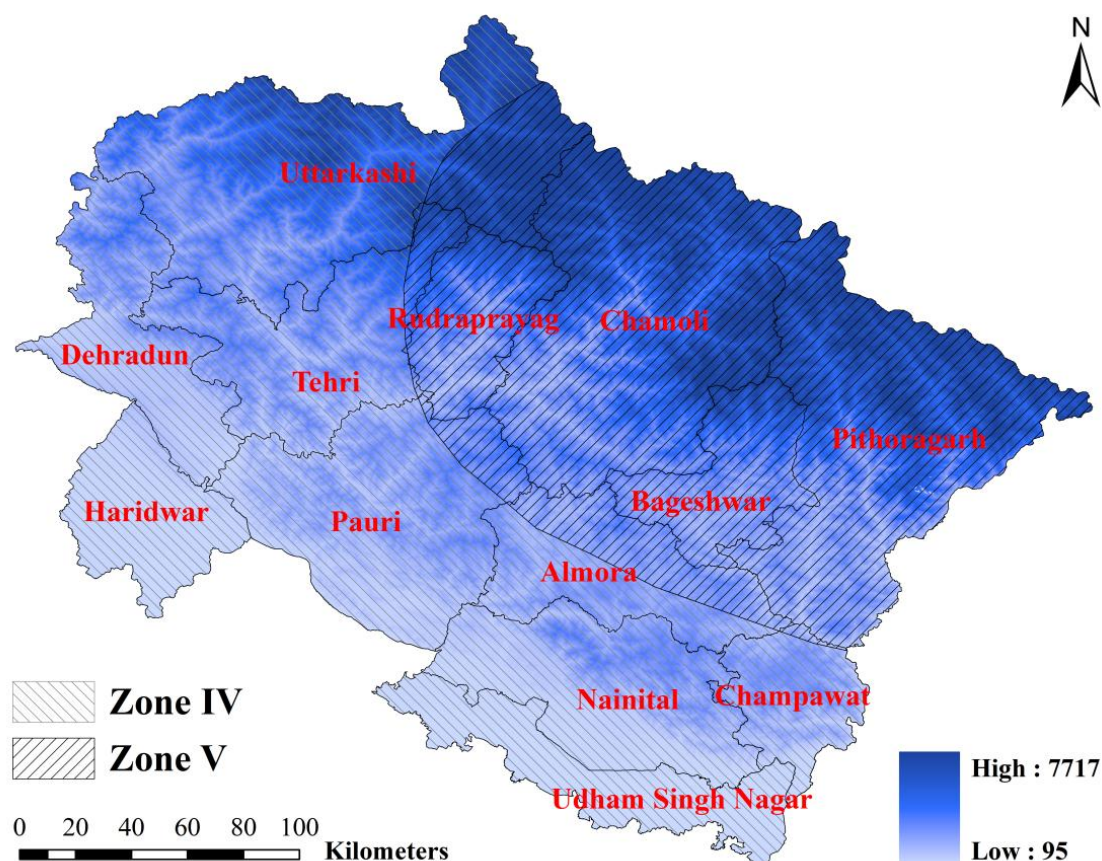 N
Uttarkashi
Rudraprayag
Chamoli
Dehradun
Tehri
Pithoragarh
Haridwar
Pauri
Bageshwar
Almora
Nainital
Champawat
Udham Singh Nagar
Zone IV
Zone V
0 20 40 60 80 100
Kilometers
High : 7717
Low : 95